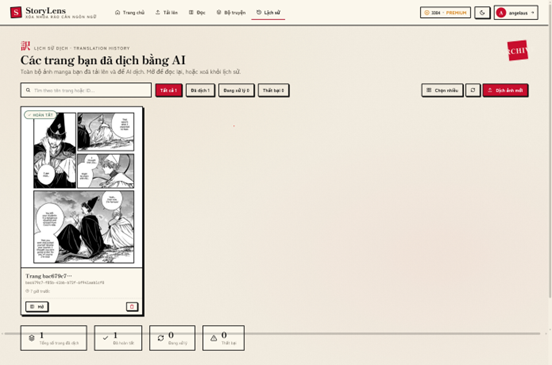 S StoryLens
XÓA NHÒA RÀO CẢN NGÔN NGỮ
Trang chủ
Tải lên
Đọc
Bộ truyện
Lịch sử
PREMIUM
A angelous
訳 LỊCH SỬ DỊCH · TRANSLATION HISTORY
ARCHIV
Các trang bạn đã dịch bằng AI
Toàn bộ ảnh manga bạn đã tải lên và để AI dịch. Mở để đọc lại, hoặc xoá khỏi lịch sử.
Tìm theo tên trang hoặc ID...
Tất cả 1
Đã dịch 1
Đang xử lý 0
Thất bại 0
Chọn nhiều
Dịch ảnh mới
HOÀN TẤT
Trang bae679c7…
1 giờ trước
Mở
1
Tổng số trang đã dịch
1
Đã hoàn tất
0
Đang xử lý
0
Thất bại